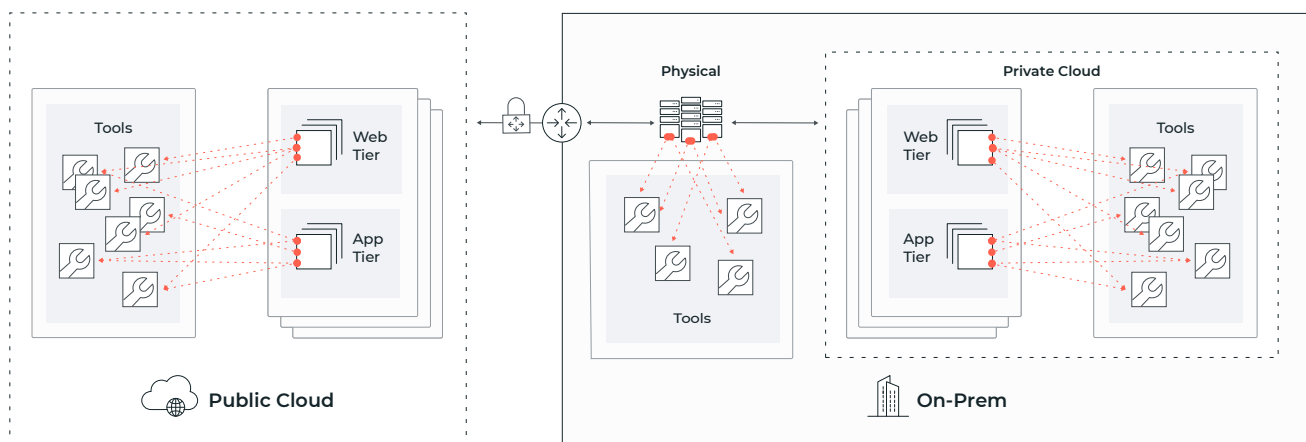 Physical
Private Cloud
Tools
Web
Tier
App
Tier
Tools
Web
Tier
App
Tier
Tools
Public Cloud
On-Prem